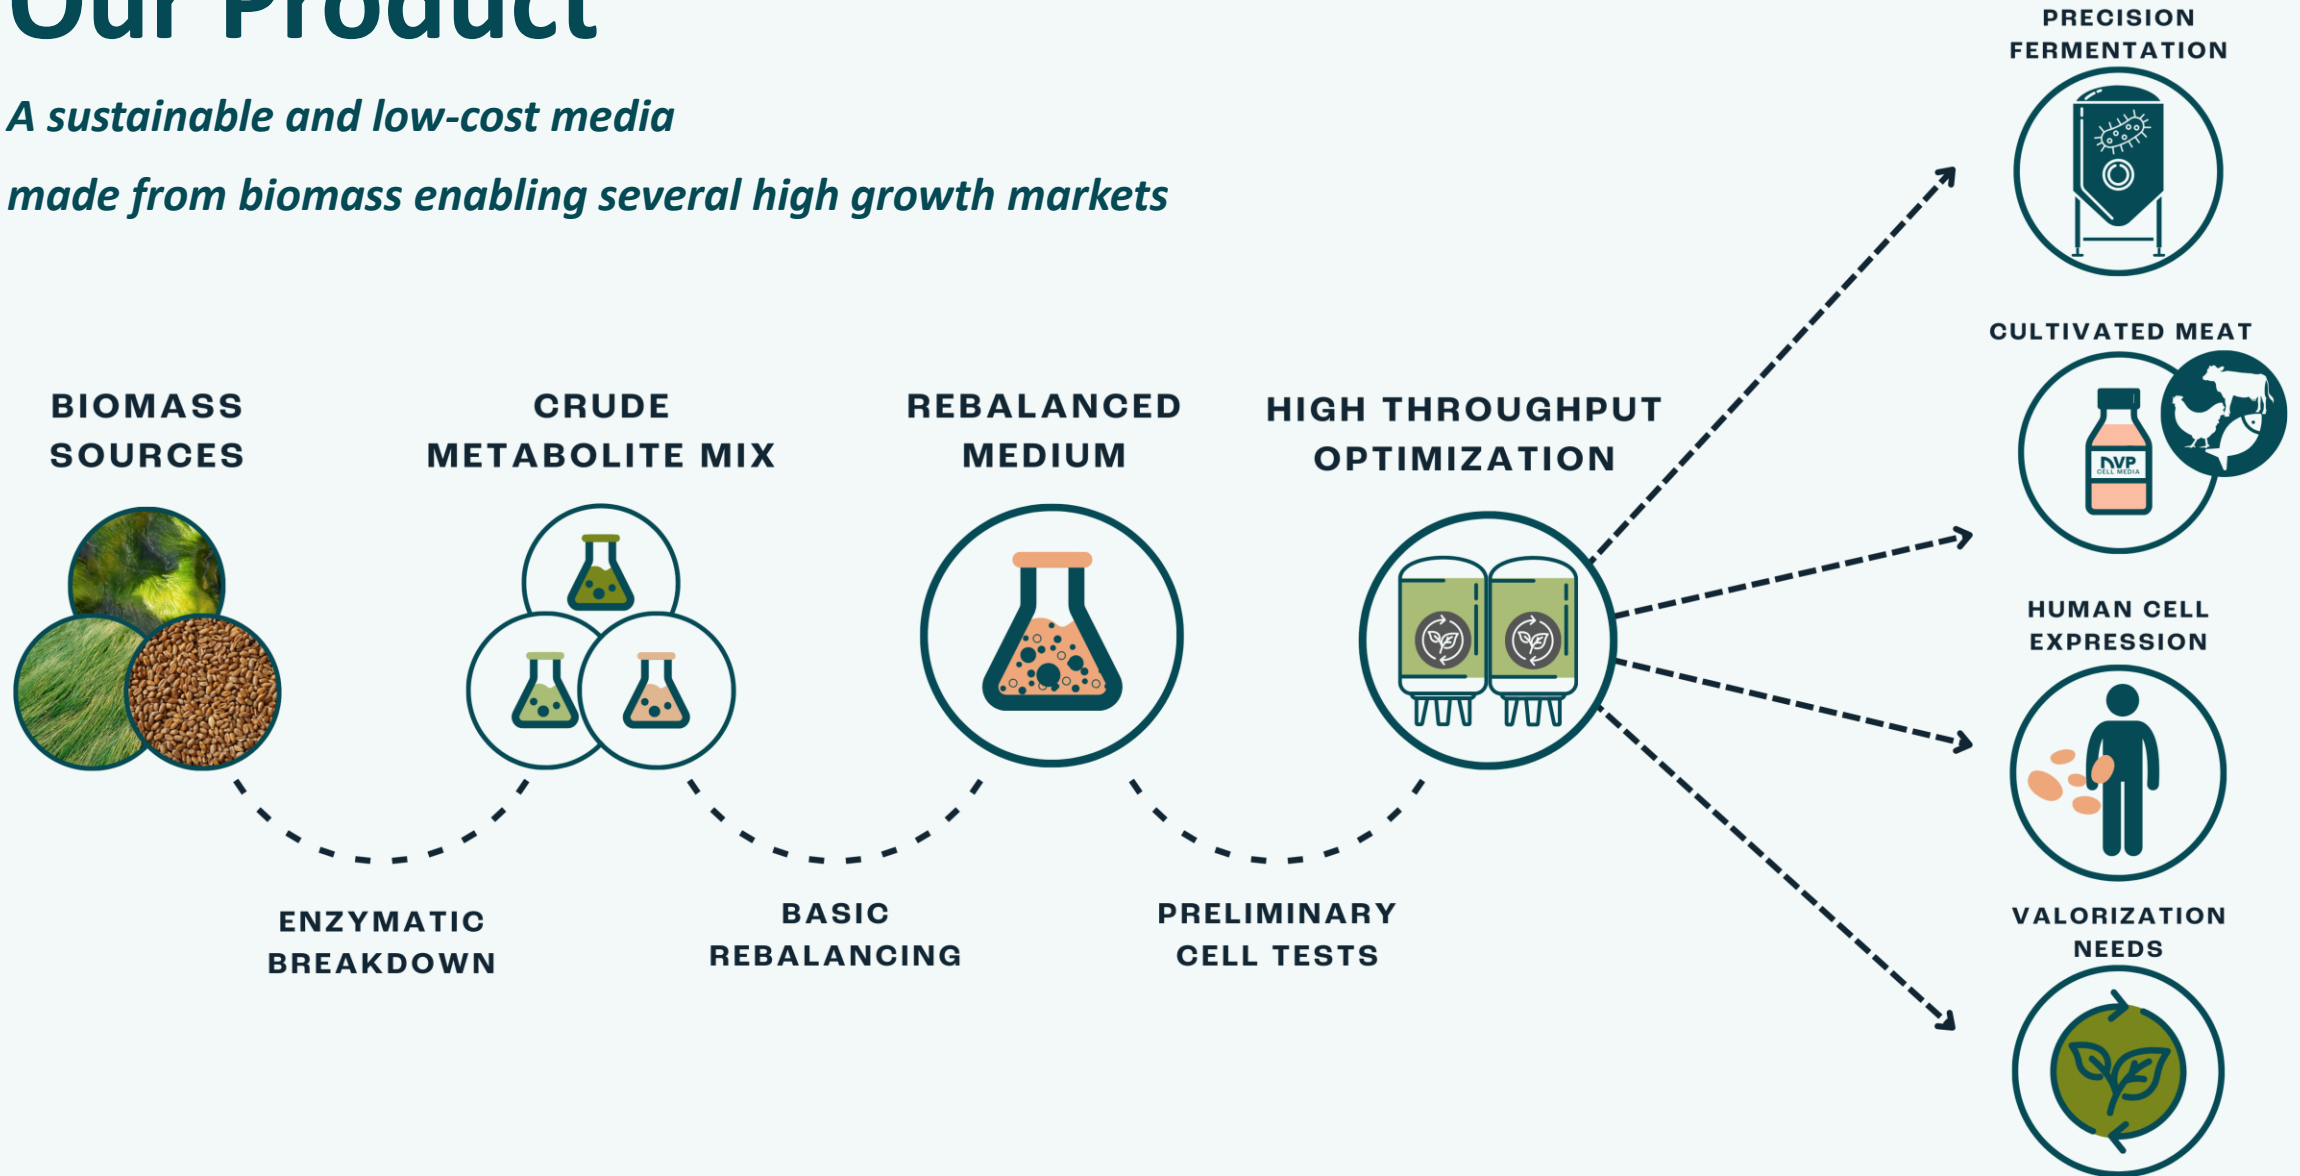 Our Product
A sustainable and low-cost media
made from biomass enabling several high growth markets
BIOMASS
SOURCES
CRUDE
METABOLITE MIX
REBALANCED
MEDIUM
HIGH THROUGHPUT
OPTIMIZATION
ENZYMATIC
BREAKDOWN
BASIC
REBALANCING
PRELIMINARY
CELL TESTS
PRECISION
FERMENTATION
CULTIVATED MEAT
NVP
CELL MEDIA
HUMAN CELL
EXPRESSION
VALORIZATION
NEEDS